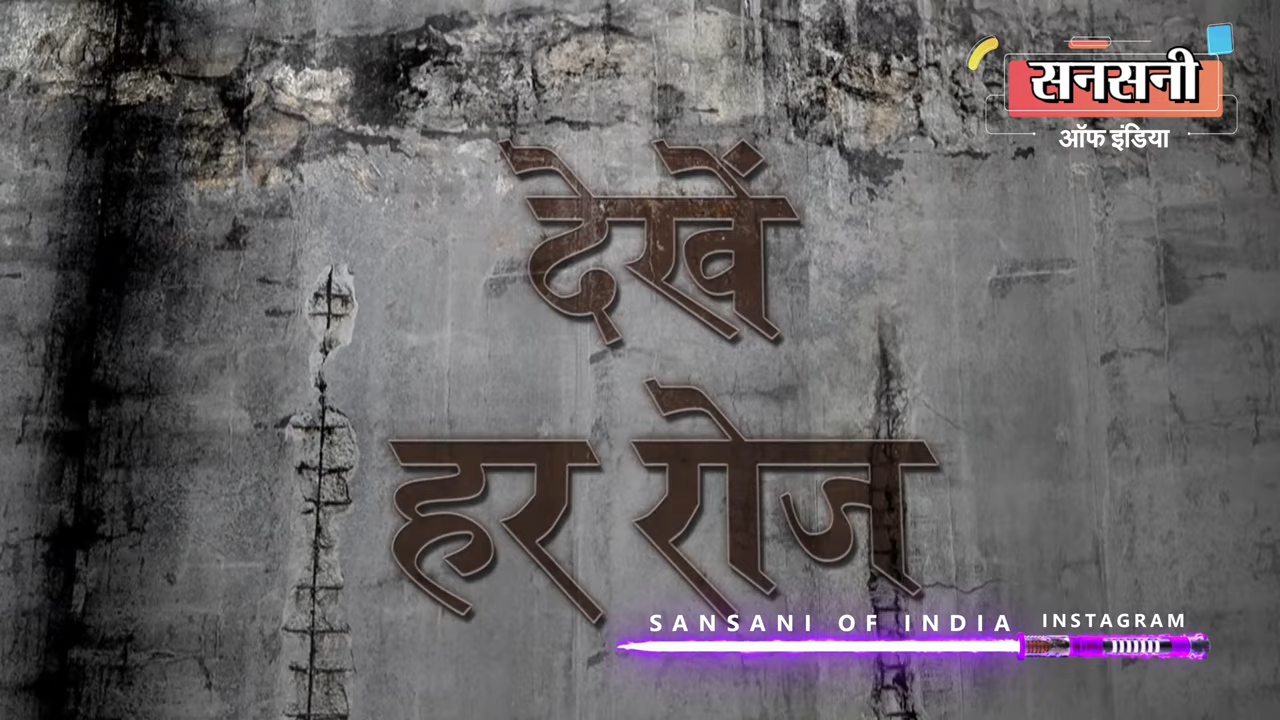 सनसनी
ऑफ इंडिया
देखें
हर रोज
SANSANI OF INDIA INSTAGRAM